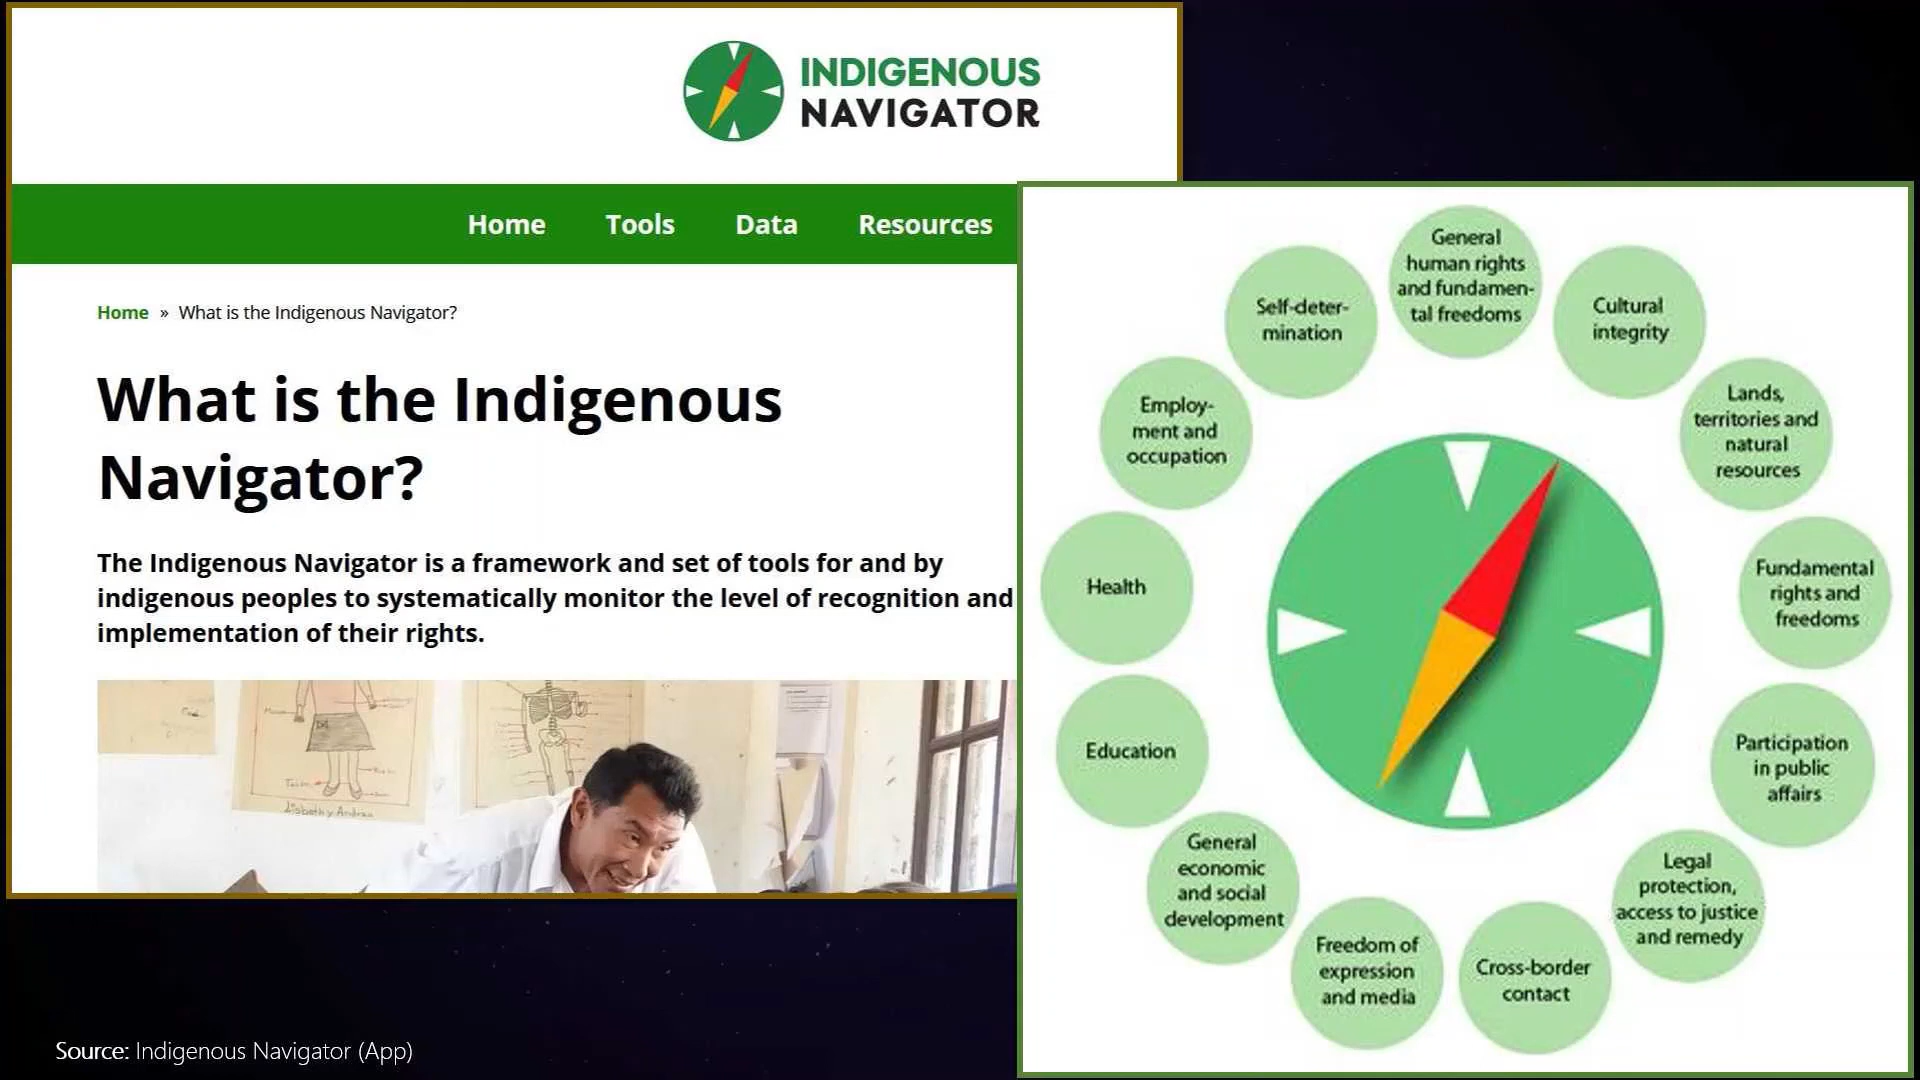 INDIGENOUS
NAVIGATOR
Home Tools Data Resources
Home » What is the Indigenous Navigator?
What is the Indigenous
Navigator?
The Indigenous Navigator is a framework and set of tools for and by
indigenous peoples to systematically monitor the level of recognition and
implementation of their rights.
Lisbeth y Andrea
General
human rights
and fundamen-
tal freedoms
Cultural
integrity
Lands,
territories and
natural
resources
Fundamental
rights and
freedoms
Participation
in public
affairs
Legal
protection,
access to justice
and remedy
Cross-border
contact
Freedom of
expression
and media
General
economic
and social
development
Education
Health
Employ-
ment and
occupation
Self-deter-
mination
Source: Indigenous Navigator (App)